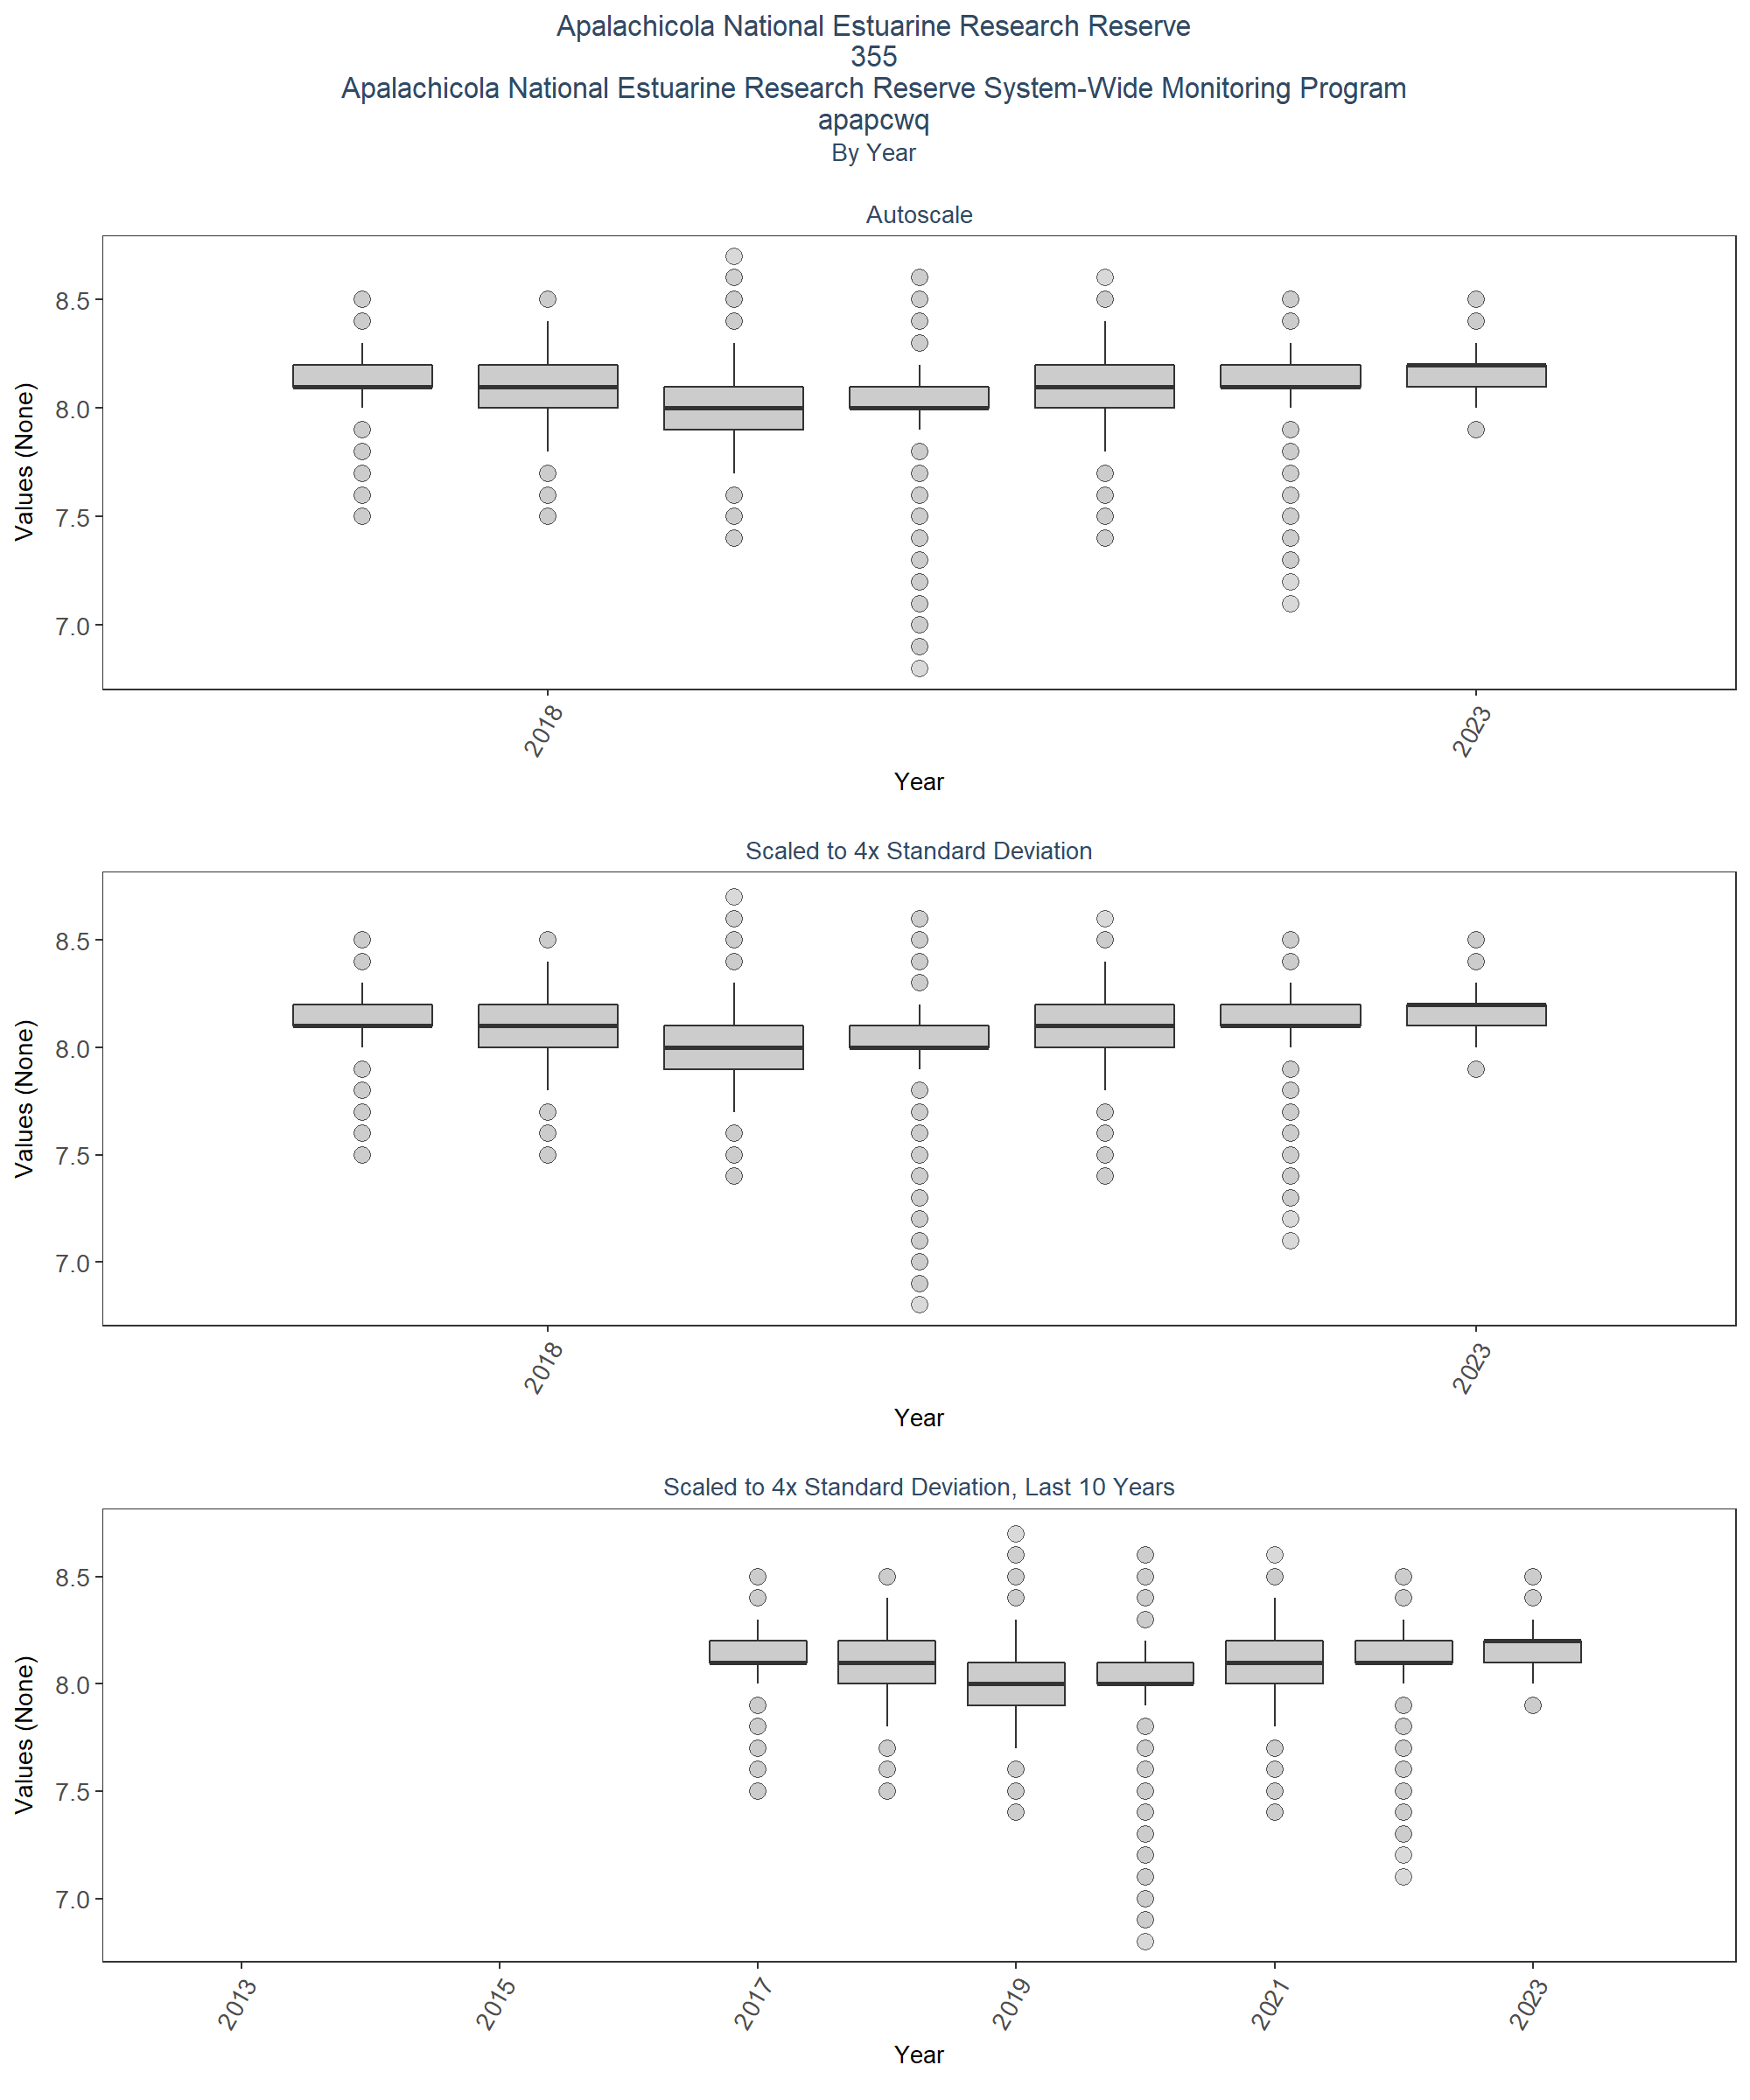 Apalachicola National Estuarine Research Reserve
355
Apalachicola National Estuarine Research Reserve System-Wide Monitoring Program
apapcwq
By Year
Autoscale
Values (None)
8.5
8.0
7.5
7.0
2018
2023
Year
Scaled to 4x Standard Deviation
Values (None)
8.5
8.0
7.5
7.0
2018
2023
Year
Scaled to 4x Standard Deviation, Last 10 Years
Values (None)
8.5
8.0
7.5
7.0
2013
2015
2017
2019
2021
2023
Year